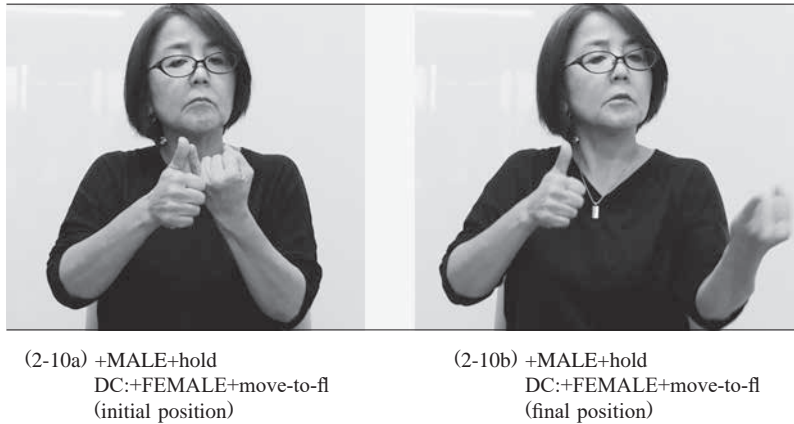 (2-10a) +MALE+hold
DC:+FEMALE+move-to-fl
(initial position)
(2-10b) +MALE+hold
DC:+FEMALE+move-to-fl
(final position)